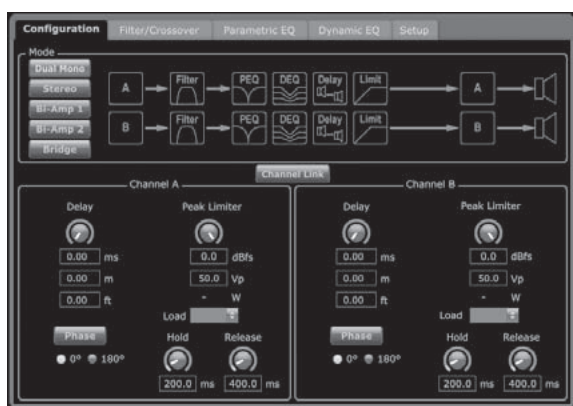 Configuration Filter/Crossover Parametric EQ Dynamic EQ Setup
Mode
Dual Mono
Stereo
Bi-Amp 1
Bi-Amp 2
Bridge
A Filter PEQ DEQ Delay Limit A
B Filter PEQ DEQ Delay Limit B
Channel Link
Channel A
Delay Peak Limiter
0.00 ms 0.0 dBfs
0.00 m 50.0 Vp
0.00 ft - W
Load
Phase Hold Release
0° 180°
200.0 ms 400.0 ms
Channel B
Delay Peak Limiter
0.00 ms 0.0 dBfs
0.00 m 50.0 Vp
0.00 ft - W
Load
Phase Hold Release
0° 180°
200.0 ms 400.0 ms